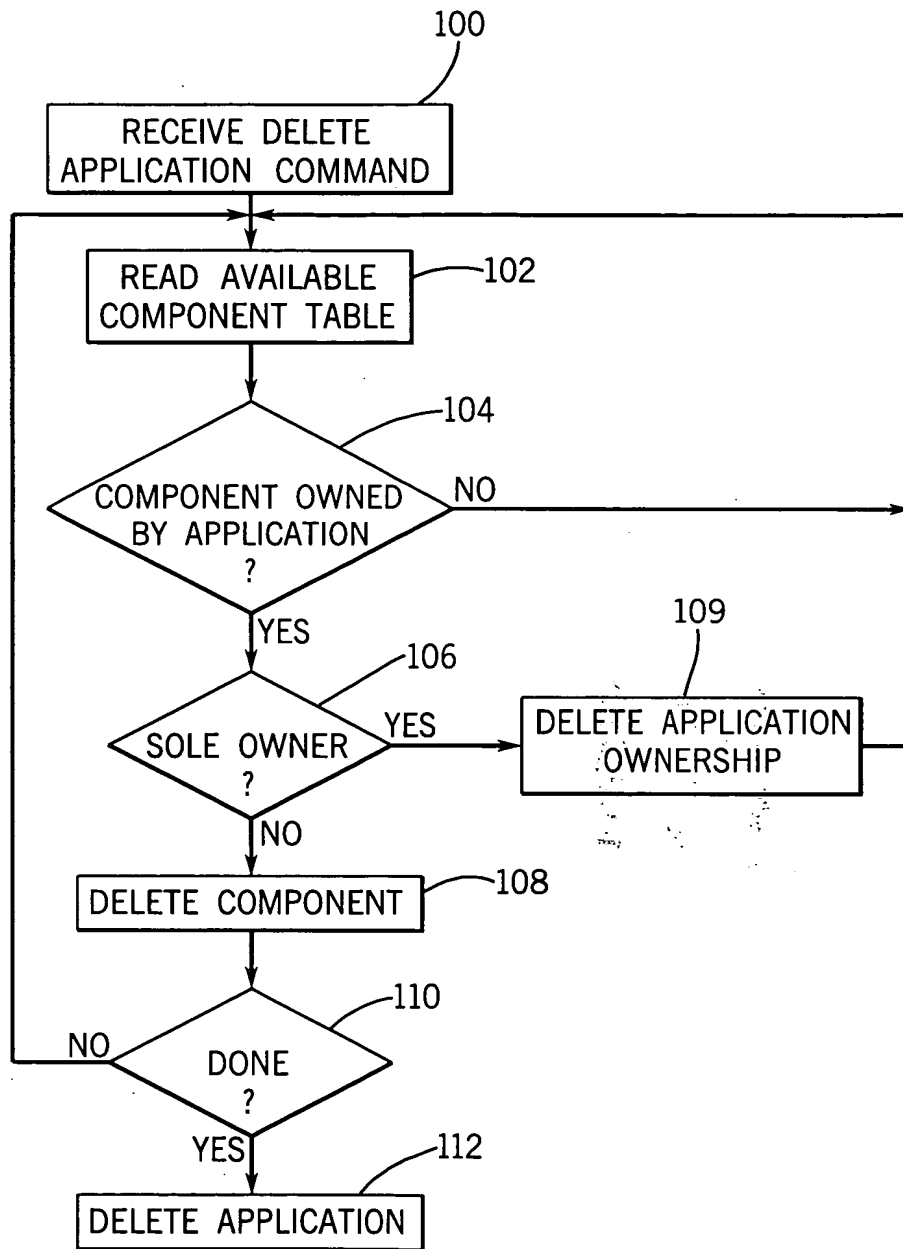 100
RECEIVE DELETE
APPLICATION COMMAND
READ AVAILABLE
COMPONENT TABLE
102
104
COMPONENT OWNED
BY APPLICATION
?
NO
YES
106
109
SOLE OWNER
?
YES
DELETE APPLICATION
OWNERSHIP
NO
DELETE COMPONENT
108
110
NO
DONE
?
YES
112
DELETE APPLICATION